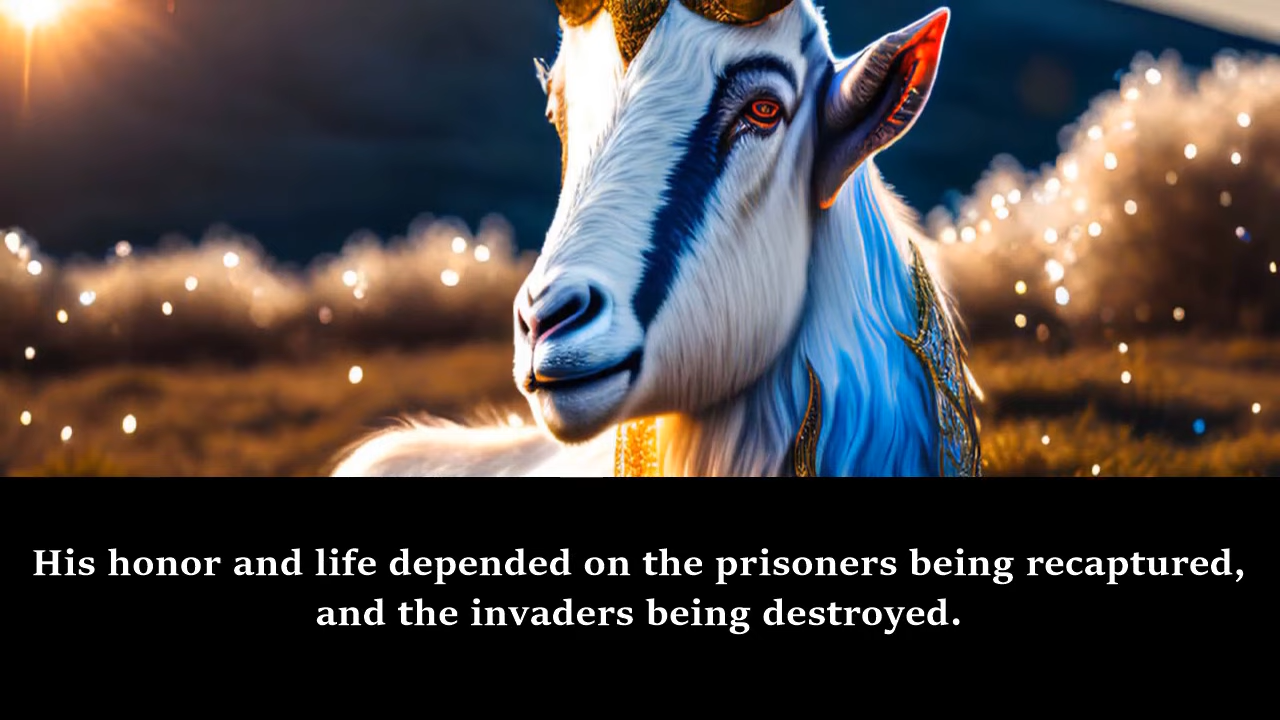 His honor and life depended on the prisoners being recaptured,
and the invaders being destroyed.